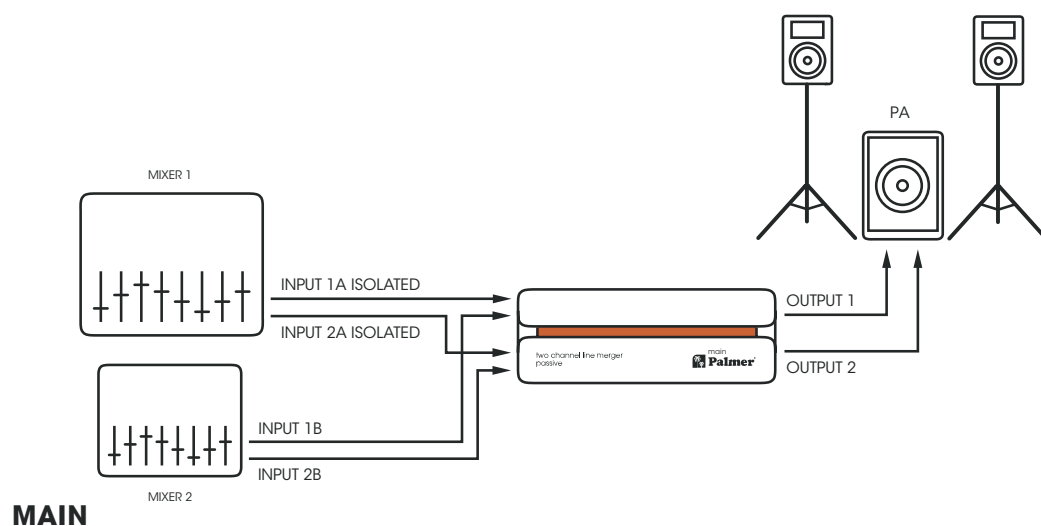 PA
MIXER 1
INPUT 1A ISOLATED
INPUT 2A ISOLATED
OUTPUT 1
OUTPUT 2
two channel line merger
passive
main
Palmer
INPUT 1B
INPUT 2B
MIXER 2
MAIN